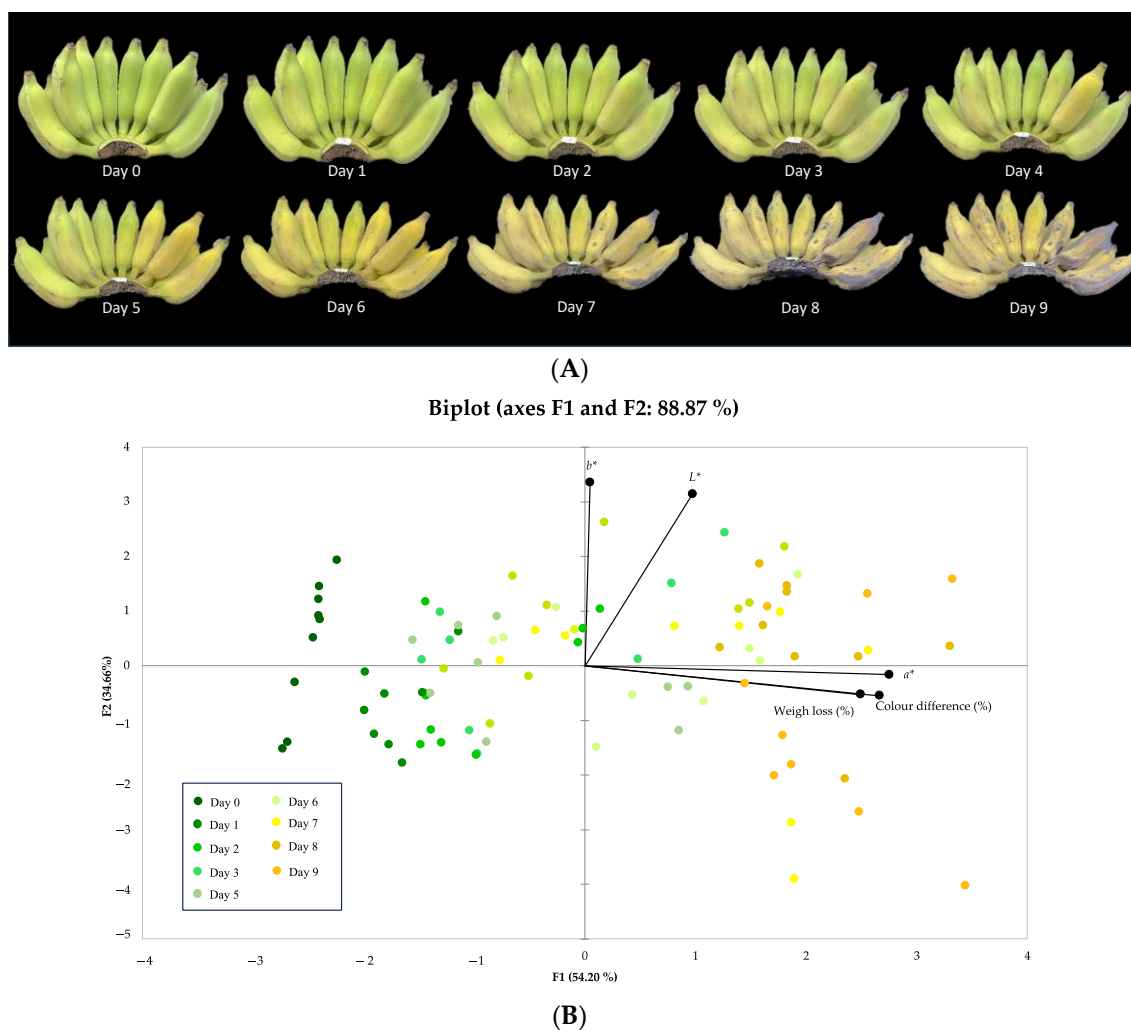 Day 0 Day 1 Day 2 Day 3 Day 4
Day 5 Day 6 Day 7 Day 8 Day 9
(A)
Biplot (axes F1 and F2: 88.87 %)
4
3
2
1
0
−1
−2
−3
−4
−5
F2 (34.66%)
b*
L*
a*
Weigh loss (%)
Colour difference (%)
Day 0 Day 6
Day 1 Day 7
Day 2 Day 8
Day 3 Day 9
Day 5
−4 −3 −2 −1 0 1 2 3 4
F1 (54.20 %)
(B)